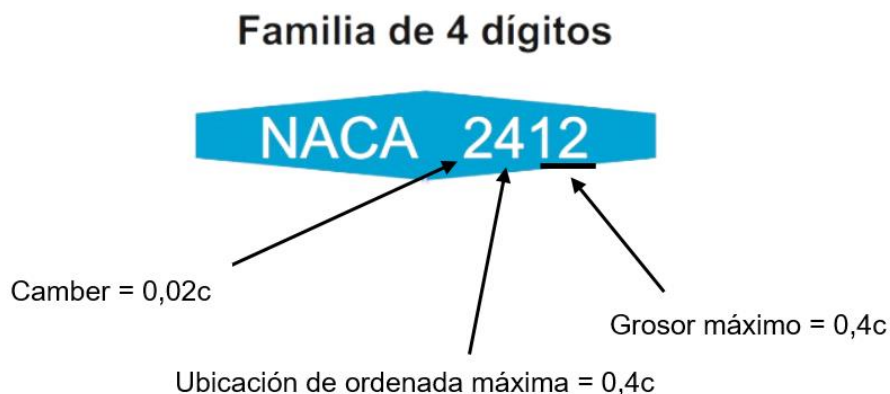 Familia de 4 dígitos
NACA 2412
Camber = 0,02c
Grosor máximo = 0,4c
Ubicación de ordenada máxima = 0,4c